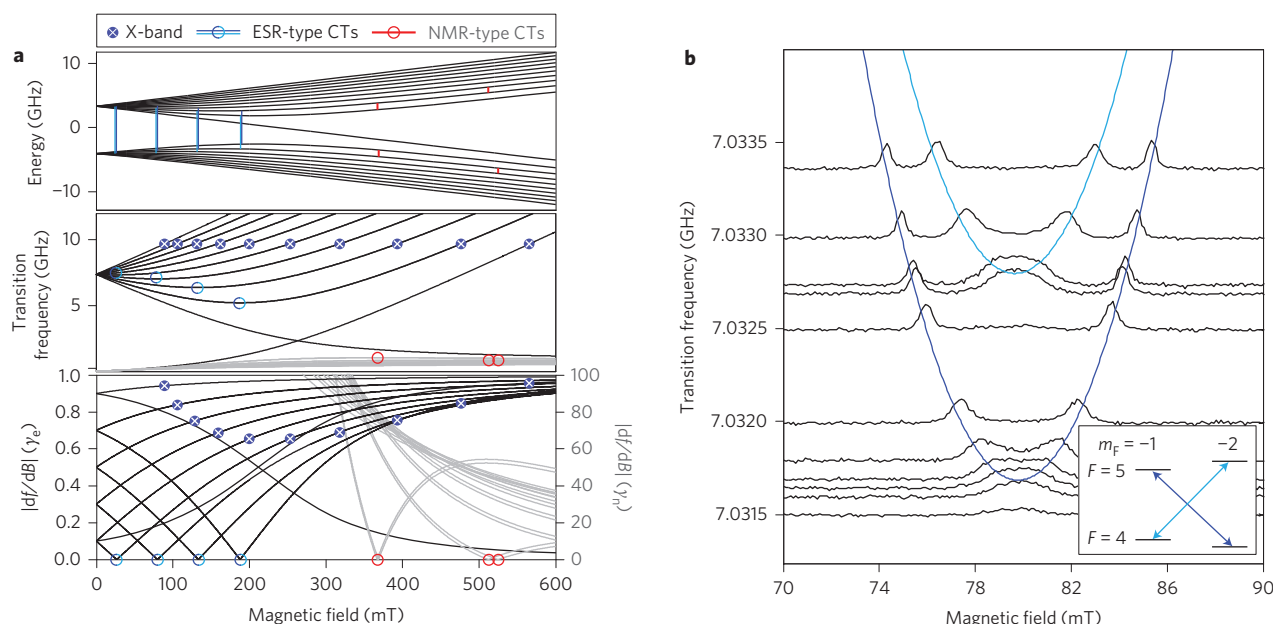 X-band ESR-type CTs NMR-type CTs
a
10
0
−10
Energy (GHz)
10
5
Transition
frequency (GHz)
1.0
0.8
0.6
0.4
0.2
0.0
|df/dB| (γe)
100
80
60
40
20
0
|df/dB| (γn)
0 100 200 300 400 500 600
Magnetic field (mT)
b
7.0335
7.0330
7.0325
7.0320
7.0315
Transition frequency (GHz)
mF = −1 −2
F = 5
F = 4
70 74 78 82 86 90
Magnetic field (mT)